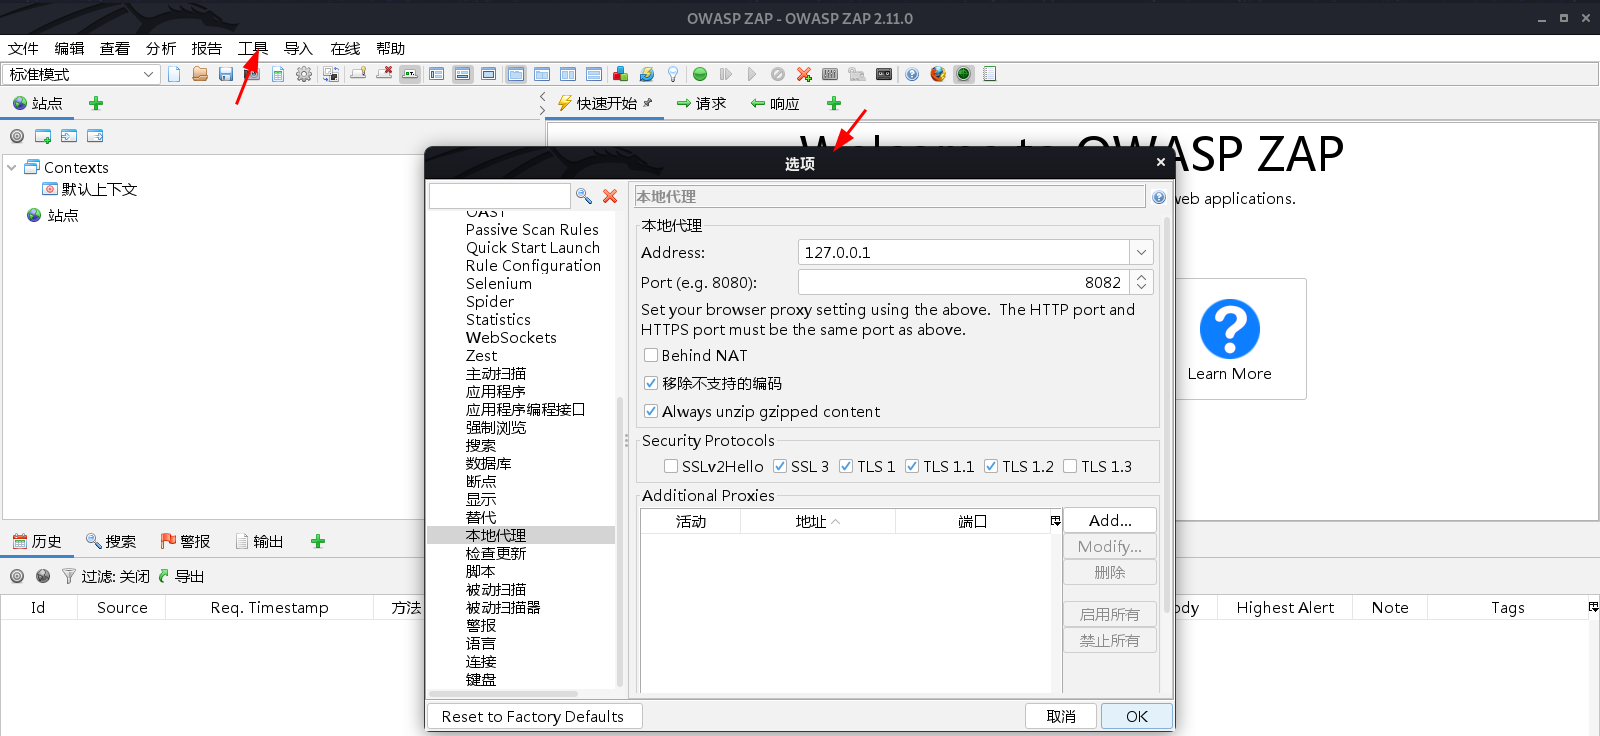 OWASP ZAP - OWASP ZAP 2.11.0
文件 编辑 查看 分析 报告 工具 导入 在线 帮助
标准模式
站点
快速开始 请求 响应
Welcome to OWASP ZAP
web applications.
Contexts
默认上下文
站点
Learn More
选项
OAST
Passive Scan Rules
Quick Start Launch
Rule Configuration
Selenium
Spider
Statistics
WebSockets
Zest
主动扫描
应用程序
应用程序编程接口
强制浏览
搜索
数据库
断点
显示
替代
本地代理
检查更新
脚本
被动扫描
被动扫描器
警报
语言
连接
键盘
本地代理
本地代理
Address: 127.0.0.1
Port (e.g. 8080): 8082
Set your browser proxy setting using the above. The HTTP port and
HTTPS port must be the same port as above.
Behind NAT
移除不支持的编码
Always unzip gzipped content
Security Protocols
SSLv2Hello SSL 3 TLS 1 TLS 1.1 TLS 1.2 TLS 1.3
Additional Proxies
活动 地址 端口
Add...
Modify...
删除
启用所有
禁止所有
Reset to Factory Defaults 取消 OK
历史 搜索 警报 输出
过滤: 关闭 导出
Id Source Req. Timestamp 方法 ody Highest Alert Note Tags